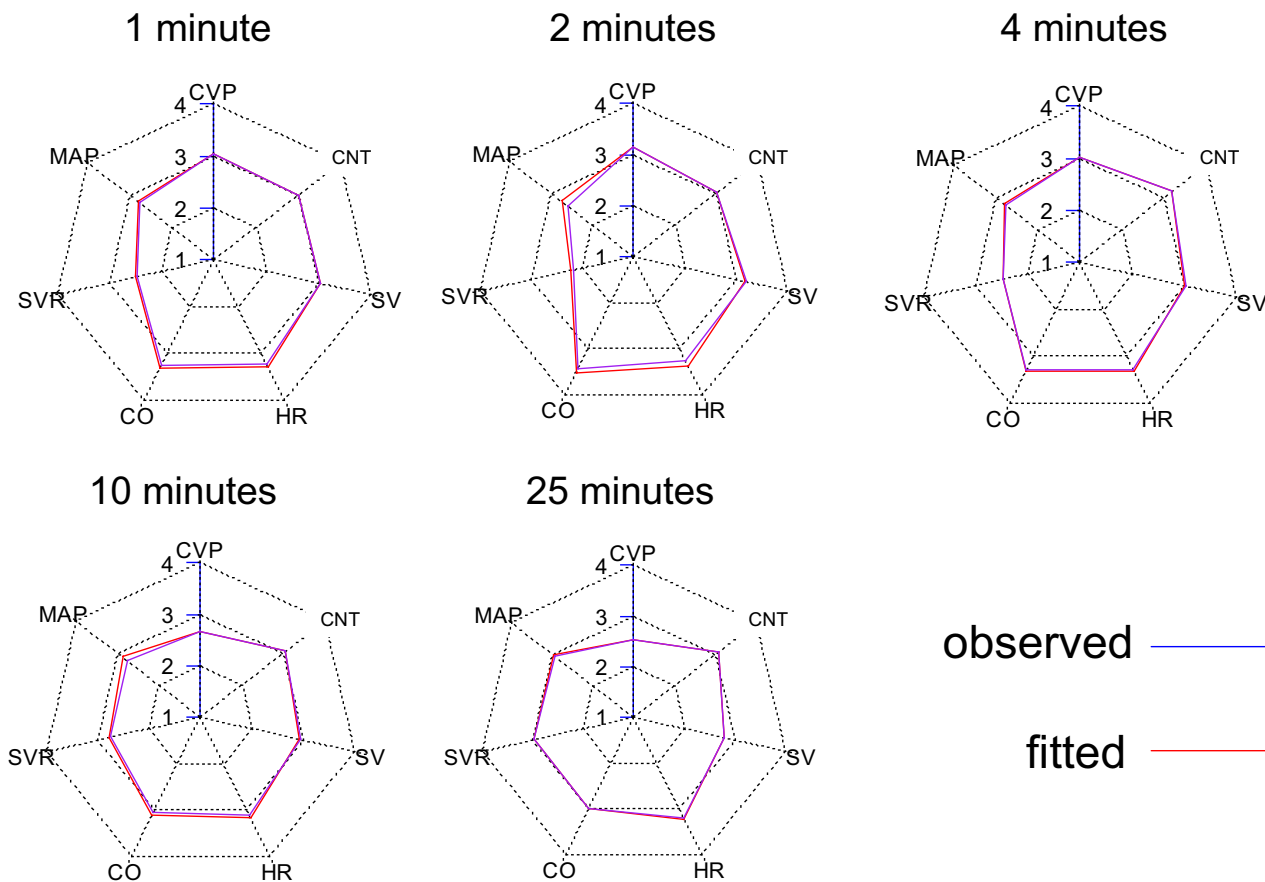 1 minute
2 minutes
4 minutes
CVP
4
MAP
CNT
3
2
1
SVR
SV
CO
HR
CVP
4
MAP
CNT
3
2
1
SVR
SV
CO
HR
CVP
4
MAP
CNT
3
2
1
SVR
SV
CO
HR
10 minutes
25 minutes
CVP
4
MAP
CNT
3
2
1
SVR
SV
CO
HR
CVP
4
MAP
CNT
3
2
1
SVR
SV
CO
HR
observed
fitted